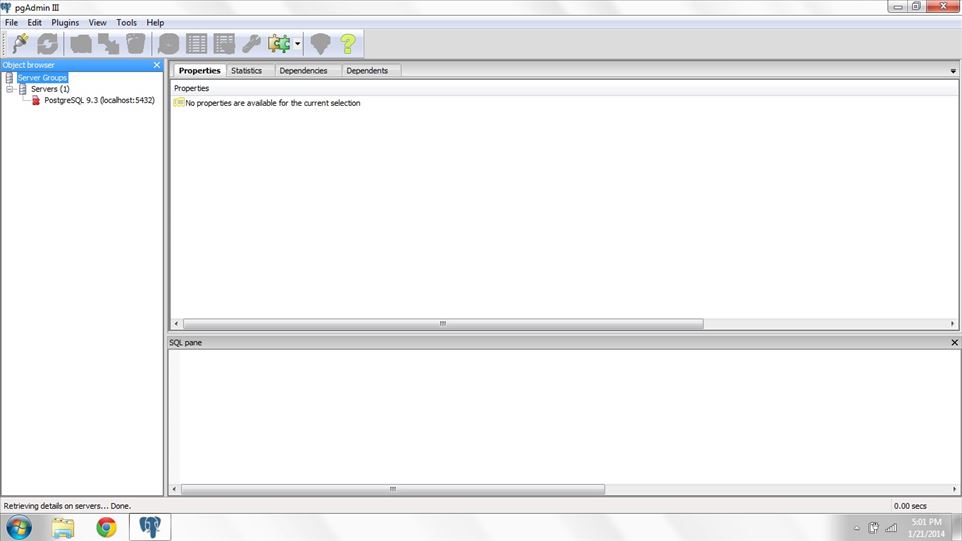 pgAdmin III
File Edit Plugins View Tools Help
Object browser
Server Groups
Servers (1)
PostgreSQL 9.3 (localhost:5432)
Properties Statistics Dependencies Dependents
Properties
No properties are available for the current selection
SQL pane
Retrieving details on servers... Done.
0.00 secs
5:01 PM
1/21/2014